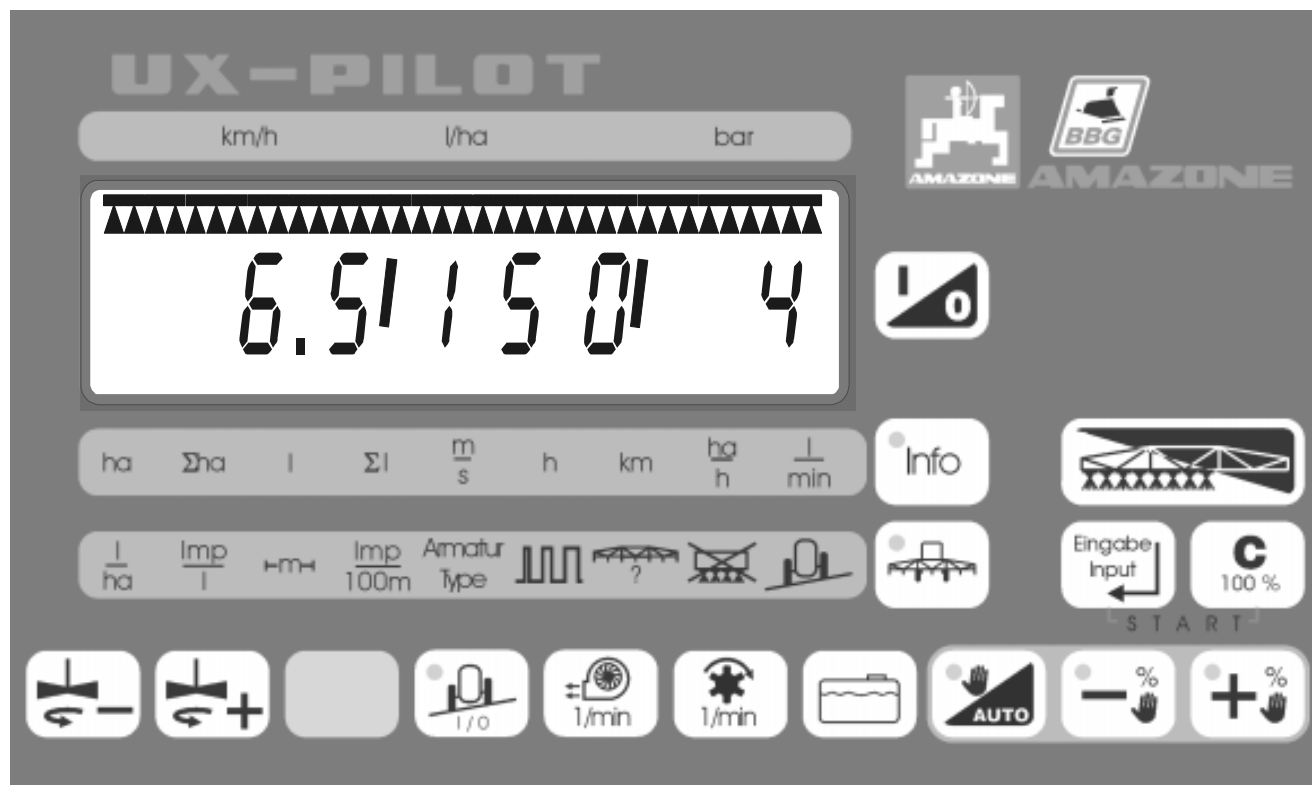 UX-PILOT
km/h l/ha bar
BBG
AMAZONE AMAZONE
6.5 150 4
I 0
ha Σha l Σl m/s h km ha/h l/min
Info
l/ha Imp/l ⊢m⊣ Imp/100m Armatur Type ?
Eingabe Input
C 100 %
START
I / O
1/min
1/min
AUTO
− %
+ %